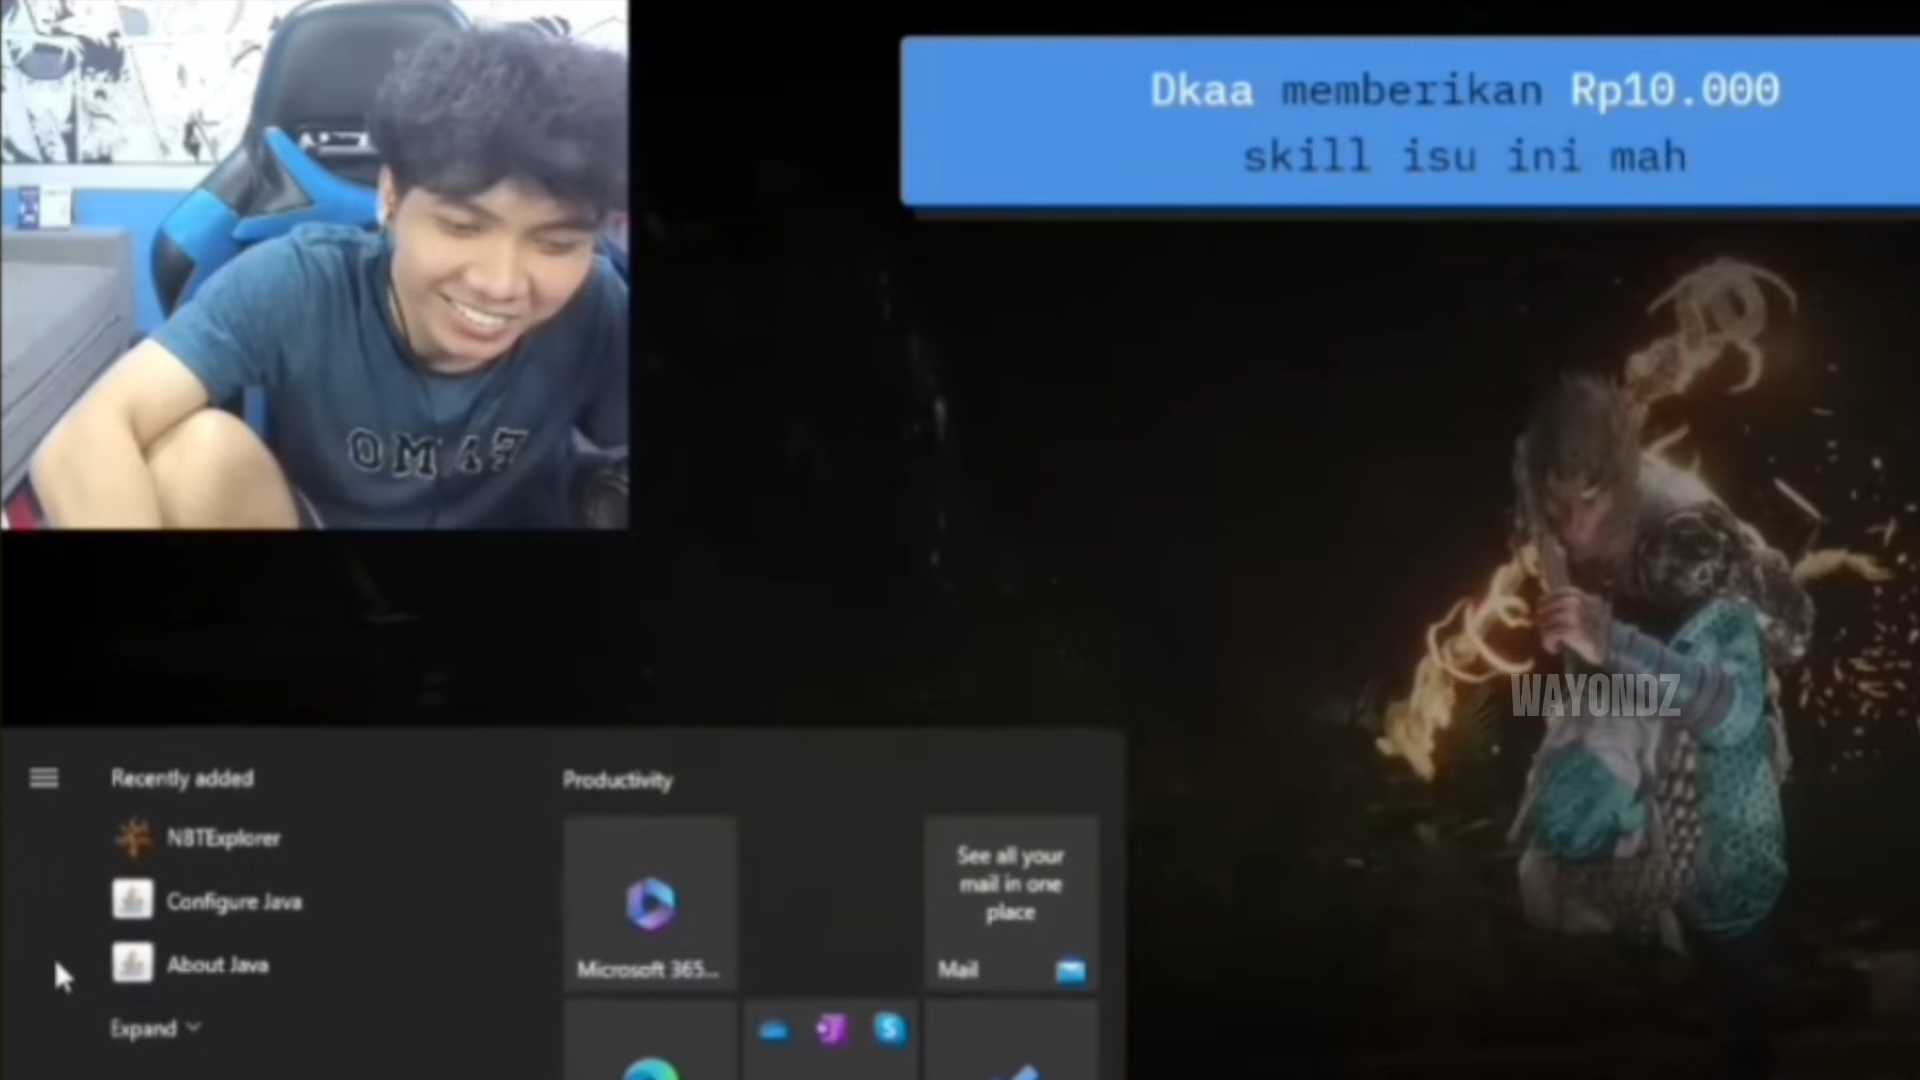 Dkaa memberikan Rp10.000
skill isu ini mah
WAYONDZ
Recently added
NBTExplorer
Configure Java
About Java
Expand
Productivity
Microsoft 365...
See all your
mail in one
place
Mail